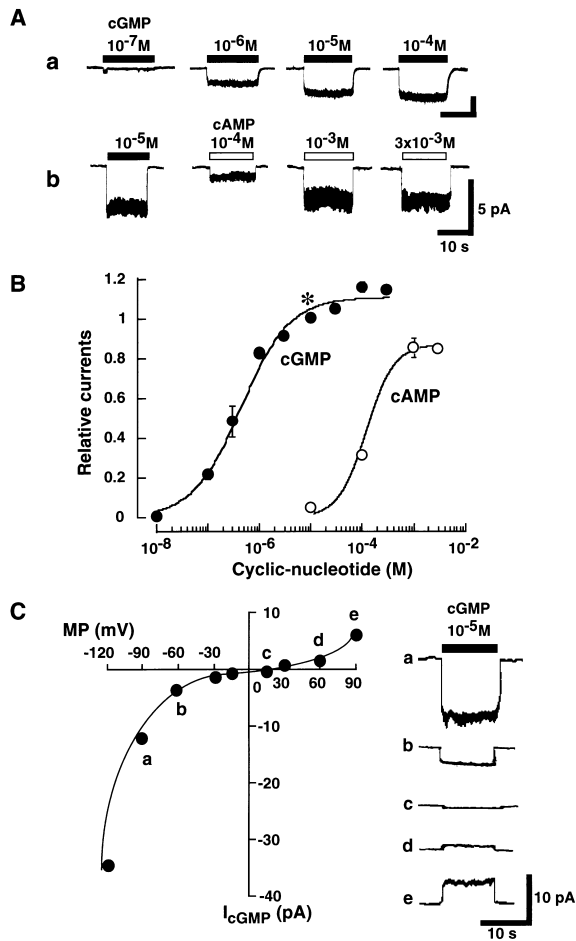 A
cGMP
10-7M 10-6M 10-5M 10-4M
a
cAMP
10-5M 10-4M 10-3M 3x10-3M
b
5 pA
10 s
B
1.2
1
0.8
0.6
0.4
0.2
0
Relative currents
*
cGMP
cAMP
10-8 10-6 10-4 10-2
Cyclic-nucleotide (M)
C
MP (mV)
-120 -90 -60 -30 0 30 60 90
10
-10
-20
-30
-40
a
b
c
d
e
IcGMP (pA)
cGMP
10-5M
a
b
c
d
e
10 pA
10 s